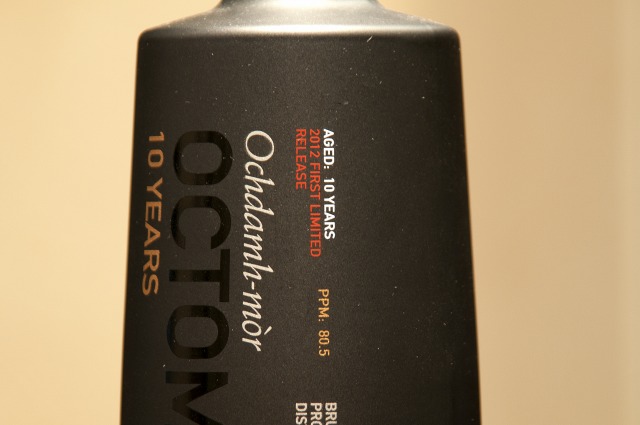 AGED: 10 YEARS
2012 FIRST LIMITED
RELEASE
PPM: 80.5
Ochdamh-mòr
OCTOM
10 YEARS
BRU
PRO
DIS